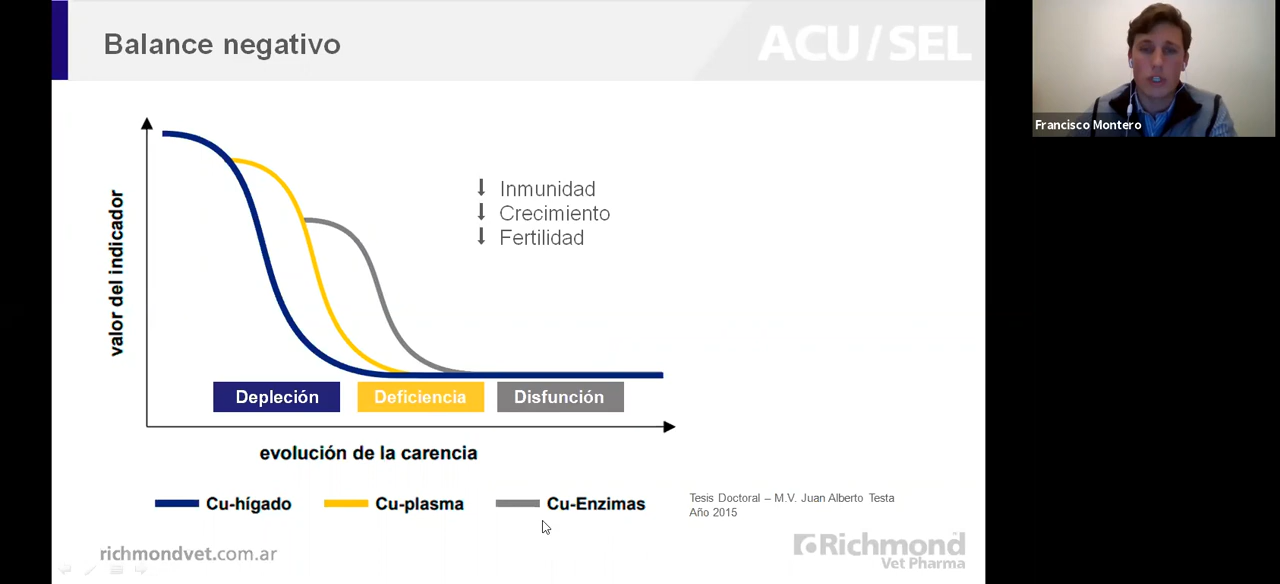 Balance negativo
ACU/SEL
Francisco Montero
valor del indicador
Inmunidad
Crecimiento
Fertilidad
Depleción
Deficiencia
Disfunción
evolución de la carencia
Cu-hígado
Cu-plasma
Cu-Enzimas
Tesis Doctoral – M.V. Juan Alberto Testa
Año 2015
richmondvet.com.ar
Richmond
Vet Pharma